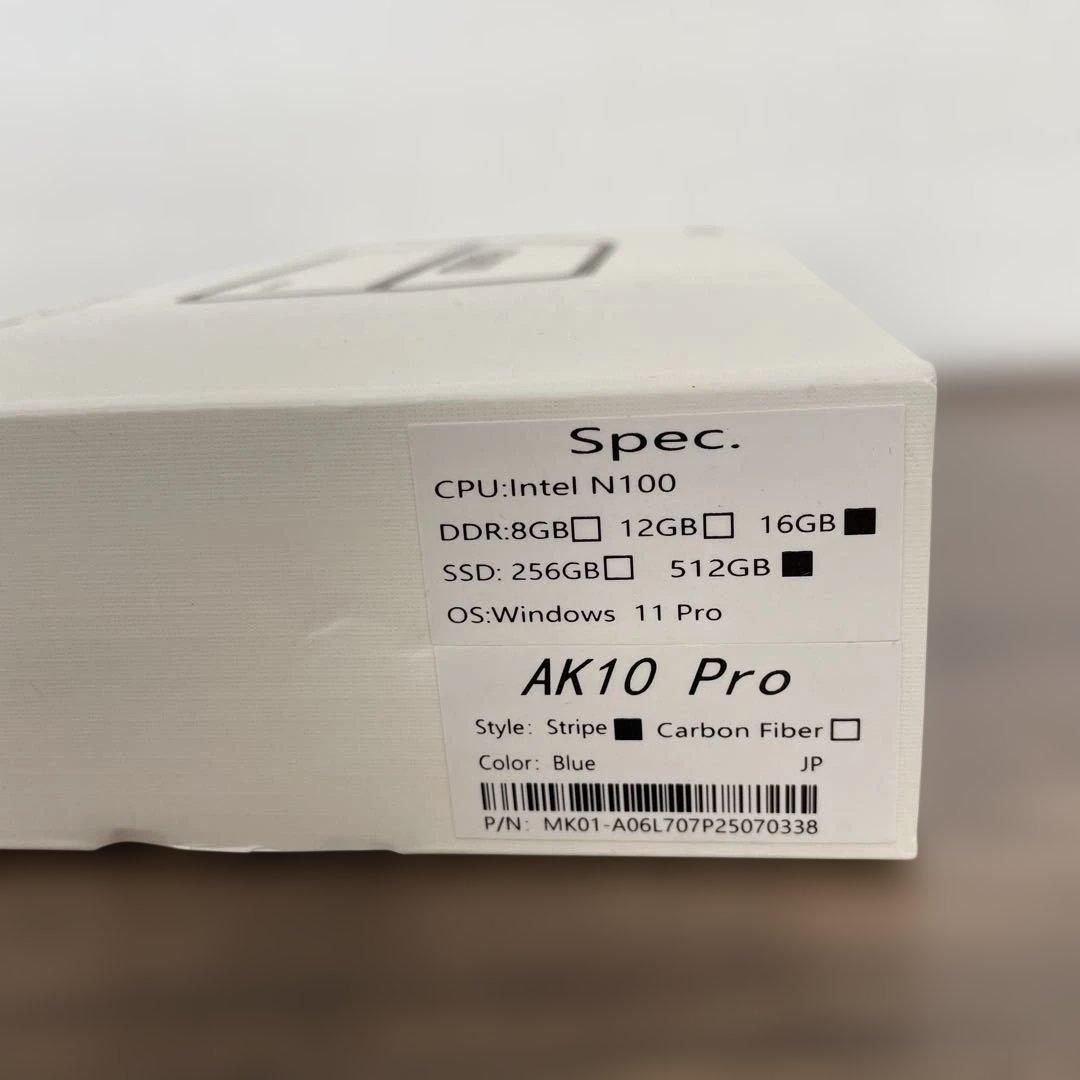 Spec.
CPU:Intel N100
DDR:8GB□ 12GB□ 16GB■
SSD: 256GB□ 512GB■
OS:Windows 11 Pro
AK10 Pro
Style: Stripe■ Carbon Fiber□
Color: Blue JP
P/N: MK01-A06L707P25070338